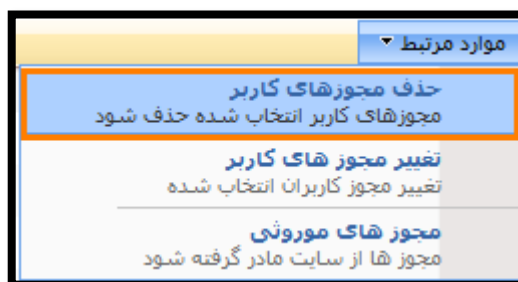 موارد مرتبط
حذف مجوزهای کاربر
مجوزهای کاربر انتخاب شده حذف شود
تغییر مجوز های کاربر
تغییر مجوز کاربران انتخاب شده
مجوز های موروثی
مجوز ها از سایت مادر گرفته شود